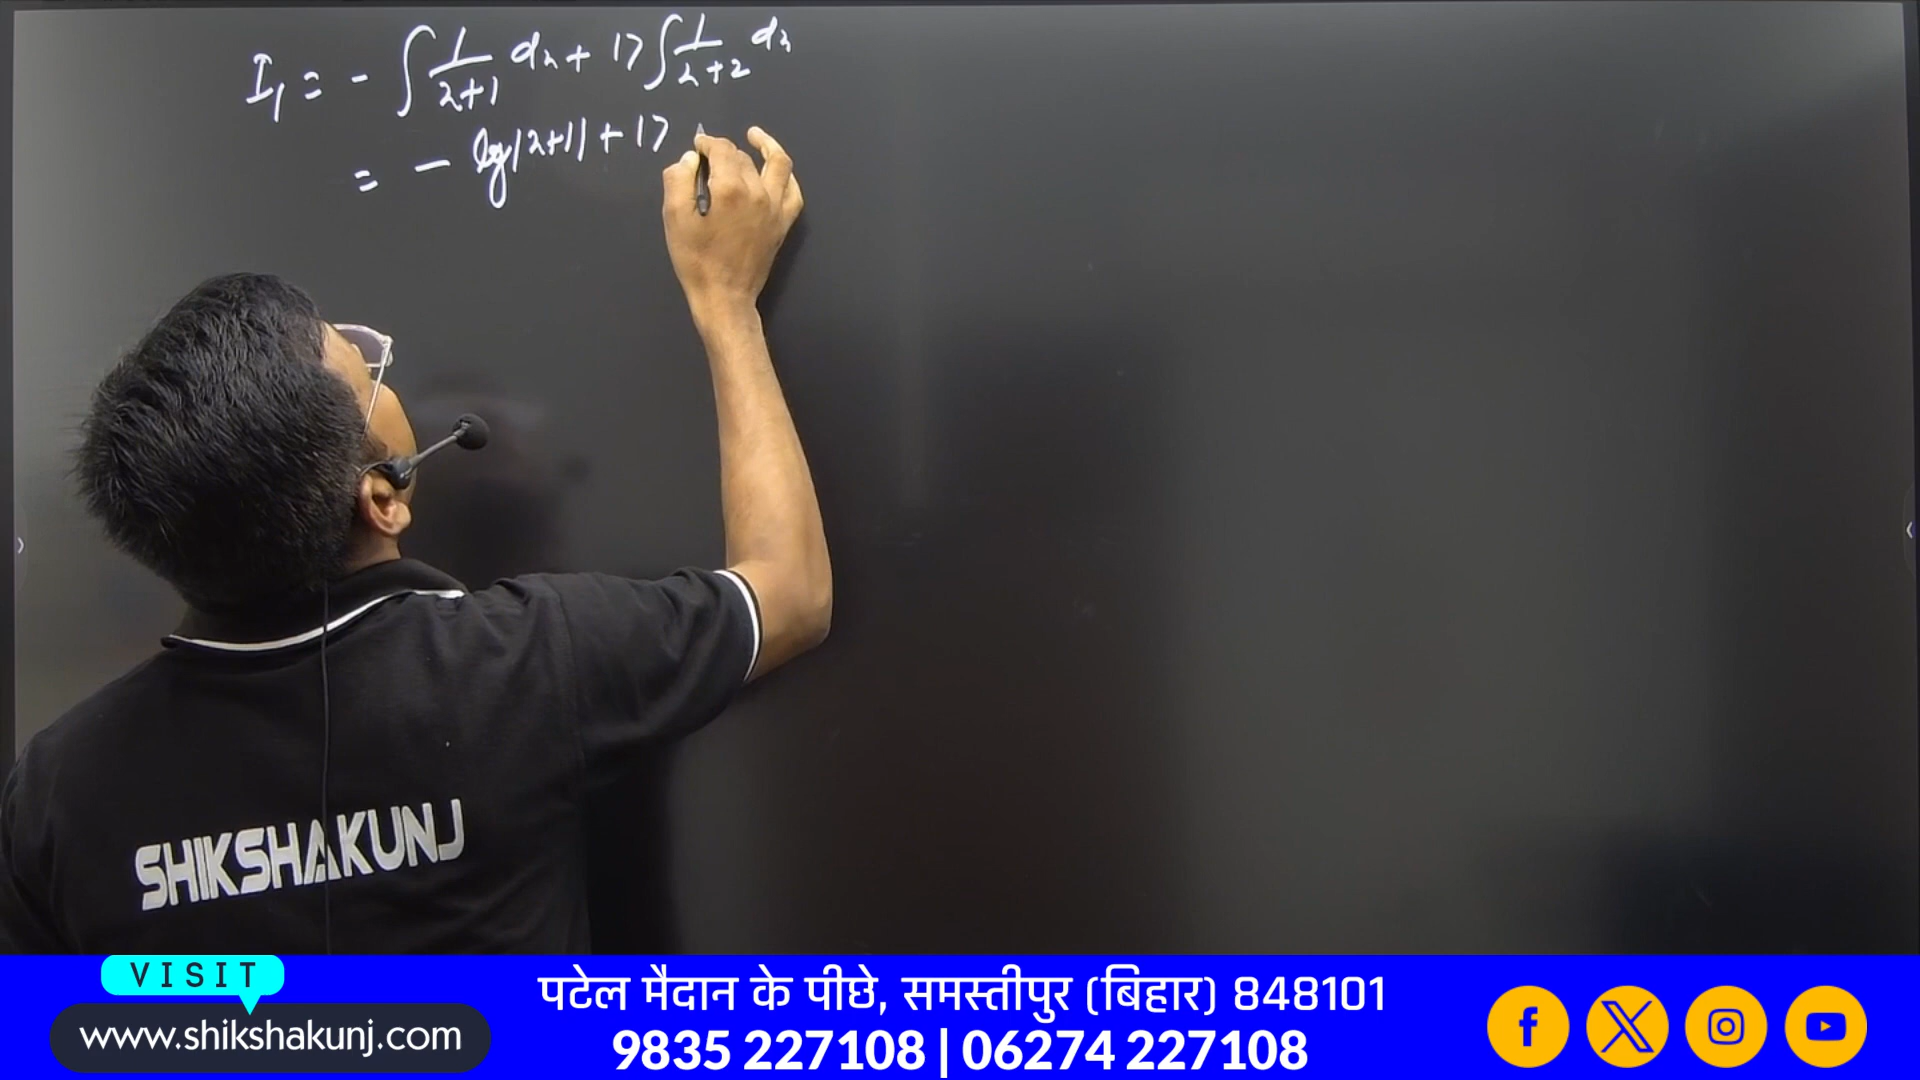 I₁ = - ∫ 1/(x+1) dx + 17 ∫ 1/(x+2) dx
= - log|x+1| + 17
SHIKSHAKUNJ
VISIT
www.shikshakunj.com
पटेल मैदान के पीछे, समस्तीपुर (बिहार) 848101
9835 227108 | 06274 227108